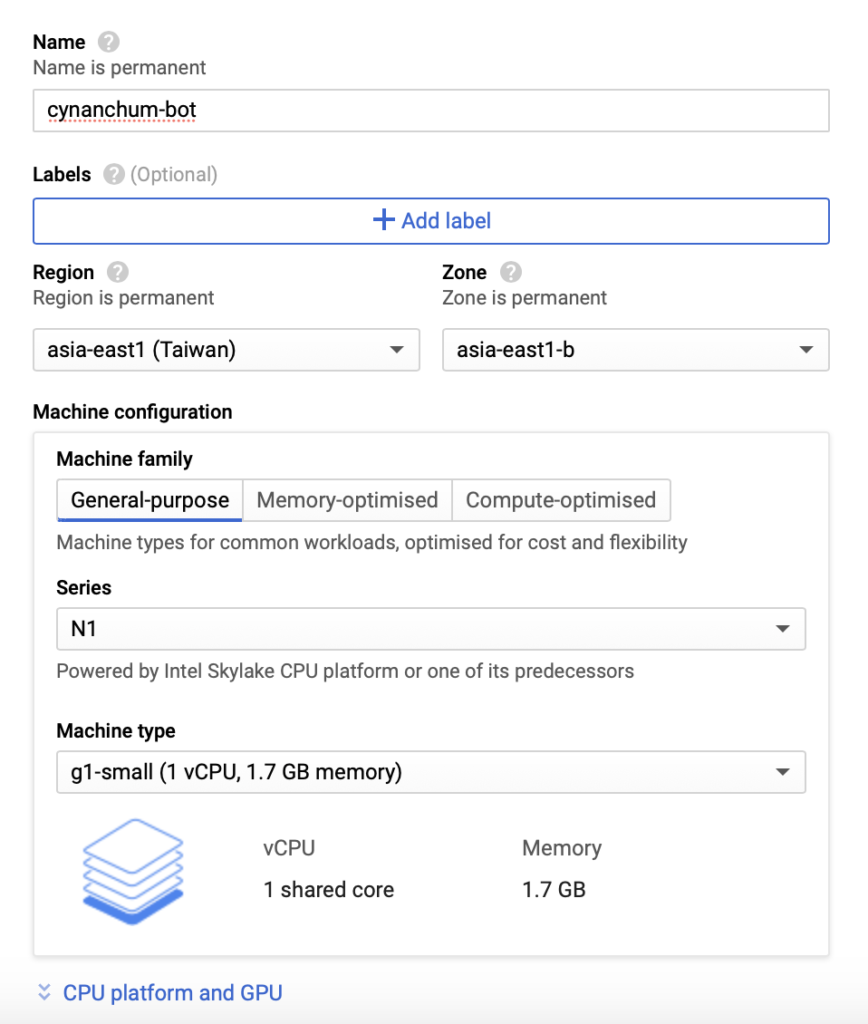 Name ?
Name is permanent
cynanchum-bot
Labels ? (Optional)
+ Add label
Region ?
Region is permanent
asia-east1 (Taiwan)
Zone ?
Zone is permanent
asia-east1-b
Machine configuration
Machine family
General-purpose
Memory-optimised
Compute-optimised
Machine types for common workloads, optimised for cost and flexibility
Series
N1
Powered by Intel Skylake CPU platform or one of its predecessors
Machine type
g1-small (1 vCPU, 1.7 GB memory)
vCPU
1 shared core
Memory
1.7 GB
CPU platform and GPU